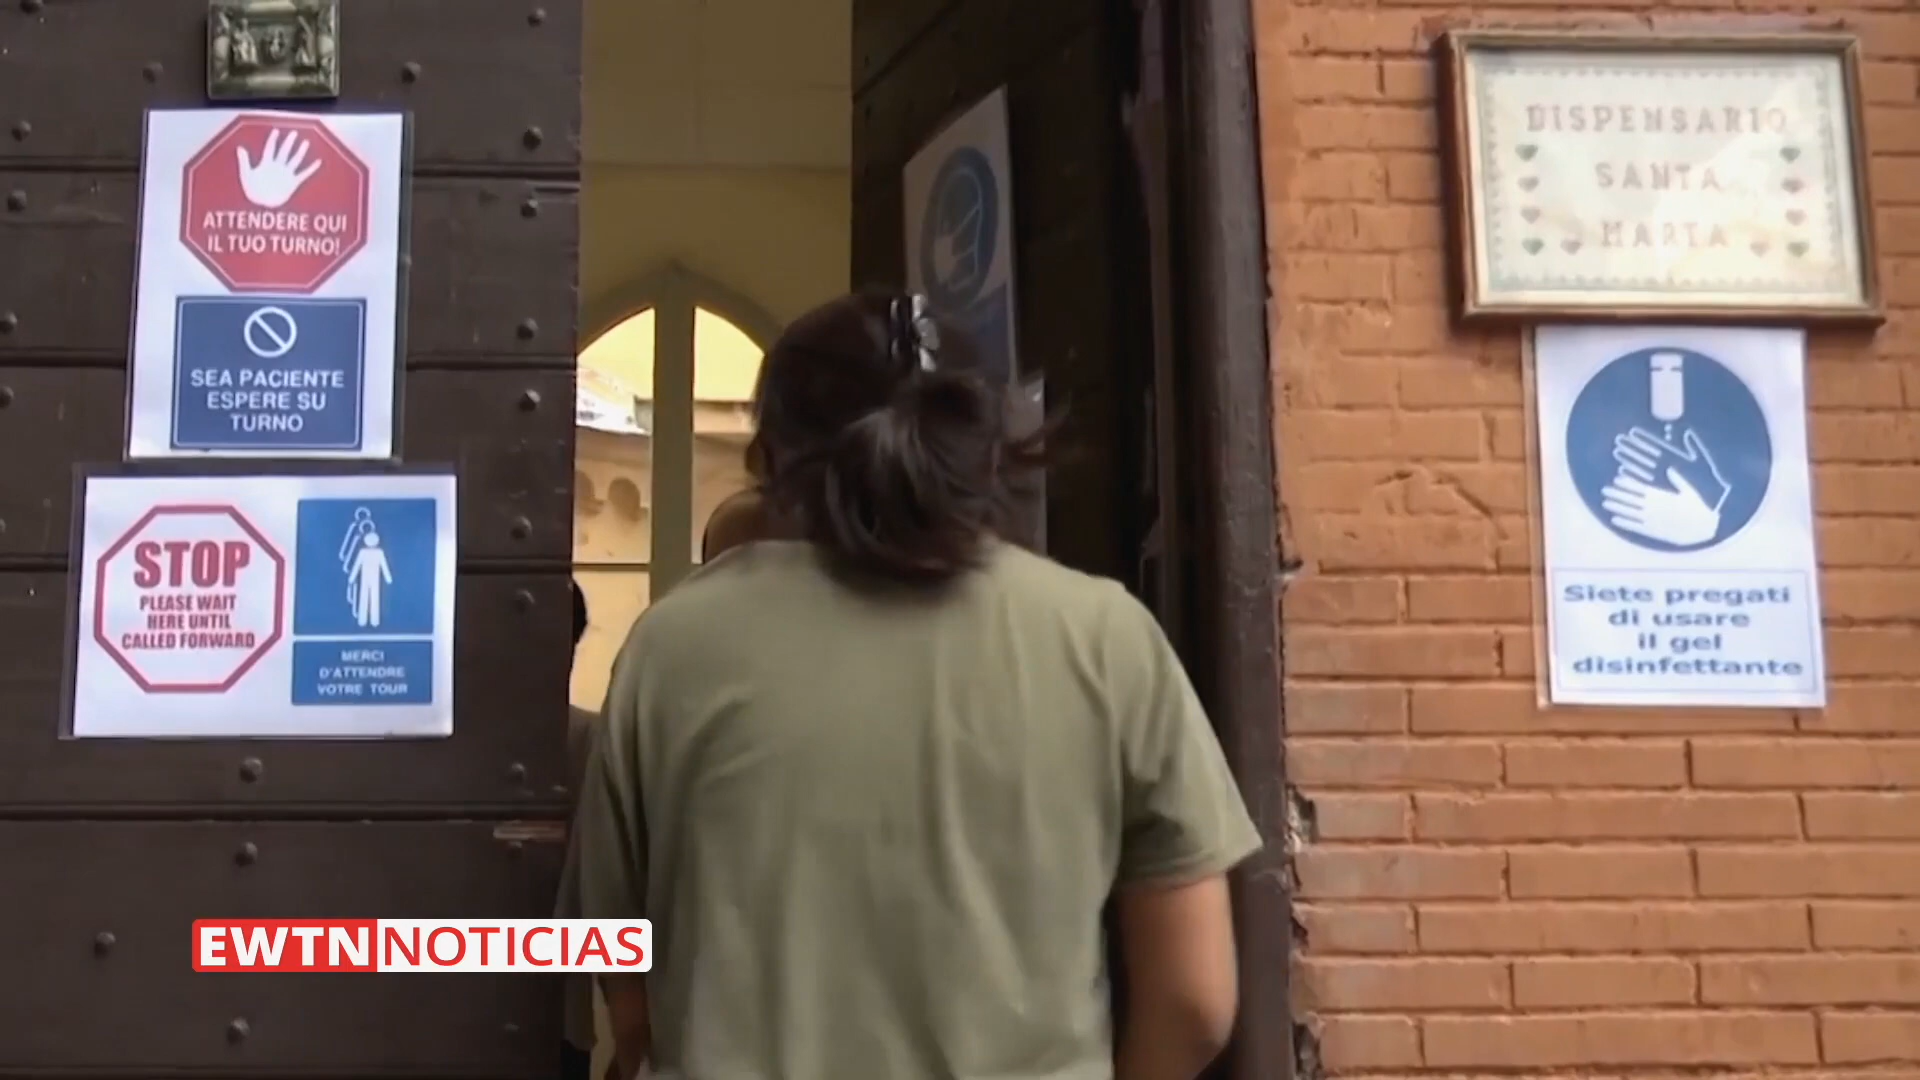 ATTENDERE QUI
IL TUO TURNO!
SEA PACIENTE
ESPERE SU
TURNO
STOP
PLEASE WAIT
HERE UNTIL
CALLED FORWARD
MERCI
D'ATTENDRE
VOTRE TOUR
DISPENSARIO
SANTA
MARTA
Siete pregati
di usare
il gel
disinfettante
EWTN NOTICIAS